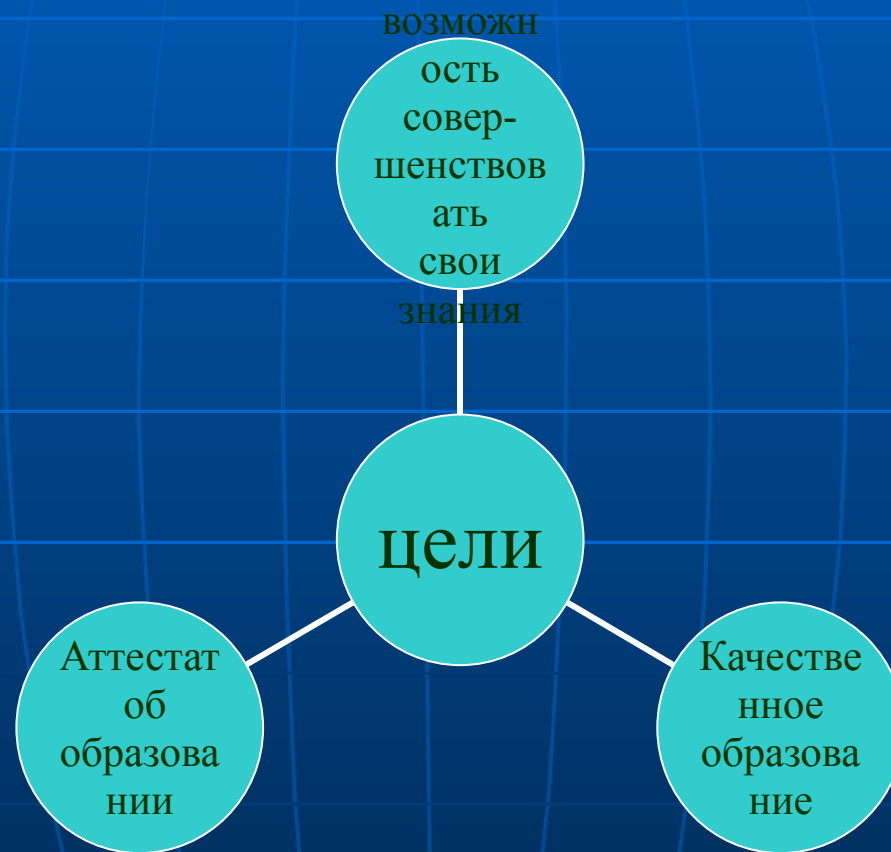 возможн
ость
совер-
шенствов
ать
свои
знания
цели
Аттестат
об
образова
нии
Качестве
нное
образова
ние